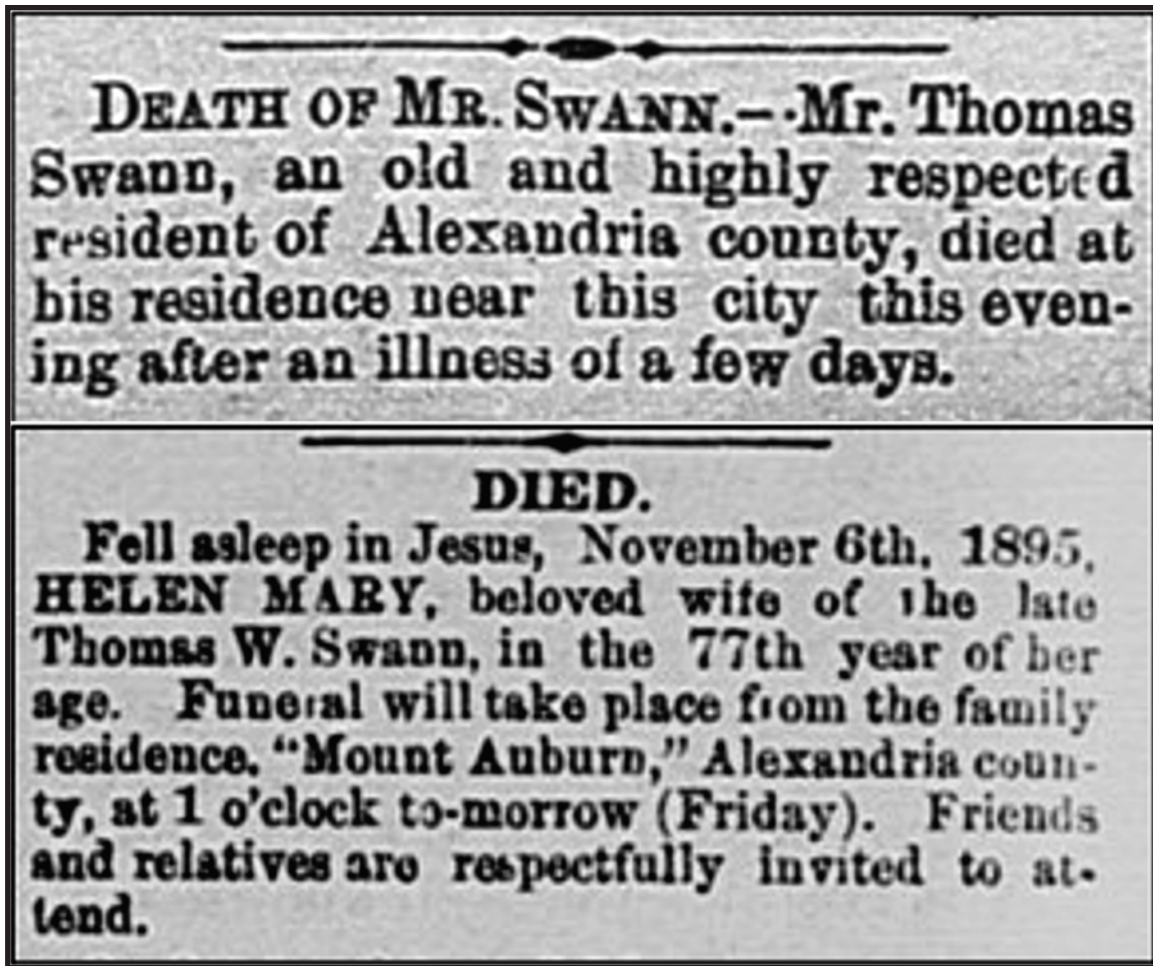 DEATH OF MR. SWANN.—Mr. Thomas
Swann, an old and highly respected
resident of Alexandria county, died at
his residence near this city this even-
ing after an illness of a few days.
DIED.
Fell asleep in Jesus, November 6th, 1895,
HELEN MARY, beloved wife of the late
Thomas W. Swann, in the 77th year of her
age. Funeral will take place from the family
residence, "Mount Auburn," Alexandria coun-
ty, at 1 o'clock to-morrow (Friday). Friends
and relatives are respectfully invited to at-
tend.